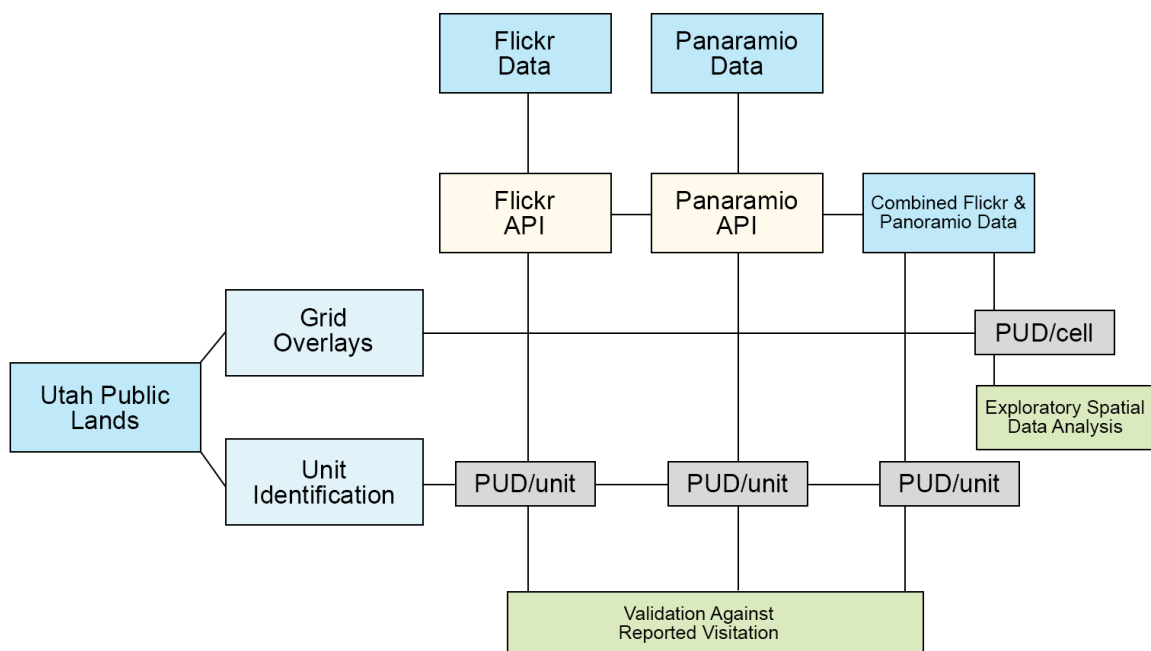 Flickr
Data
Panaramio
Data
Flickr
API
Panaramio
API
Combined Flickr &
Panoramio Data
Grid
Overlays
PUD/cell
Utah Public
Lands
Exploratory Spatial
Data Analysis
Unit
Identification
PUD/unit
PUD/unit
PUD/unit
Validation Against
Reported Visitation